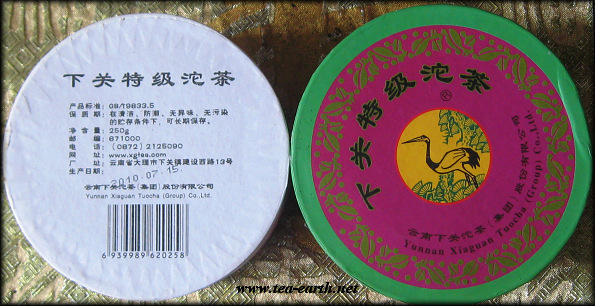 下关特级沱茶
产品标准: GB/T9833.5
保质期: 在清洁、防潮、无异味、无污染
的贮存条件下,可长期保存。
净重: 250g
邮编: 671000
电话: (0872) 2125090
网址: www.xgtea.com
厂址: 云南省大理市下关镇建设西路13号
生产日期: 2010.07.15
云南下关沱茶(集团)股份有限公司
Yunnan Xiaguan Tuocha (Group) Co.,Ltd.
6 939989 620258
下关特级沱茶
云南下关沱茶(集团)股份有限公司
Yunnan Xiaguan Tuocha (Group) Co.,Ltd.
www.tea-earth.net